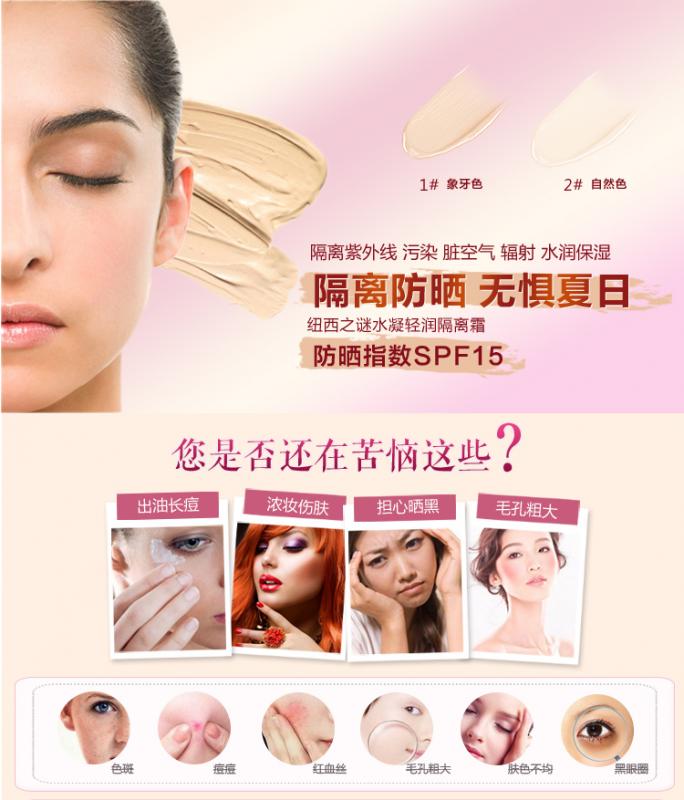 1# 象牙色
2# 自然色
隔离紫外线 污染 脏空气 辐射 水润保湿
隔离防晒 无惧夏日
纽西之谜水凝轻润隔离霜
防晒指数SPF15
您是否还在苦恼这些?
出油长痘
浓妆伤肤
担心晒黑
毛孔粗大
色斑
痘痘
红血丝
毛孔粗大
肤色不均
黑眼圈